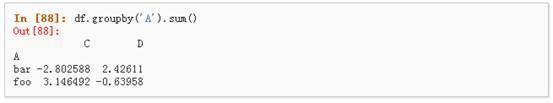 In [88]: df.groupby('A').sum()
Out[88]:
            C        D
A
bar -2.802588  2.42611
foo  3.146492 -0.63958